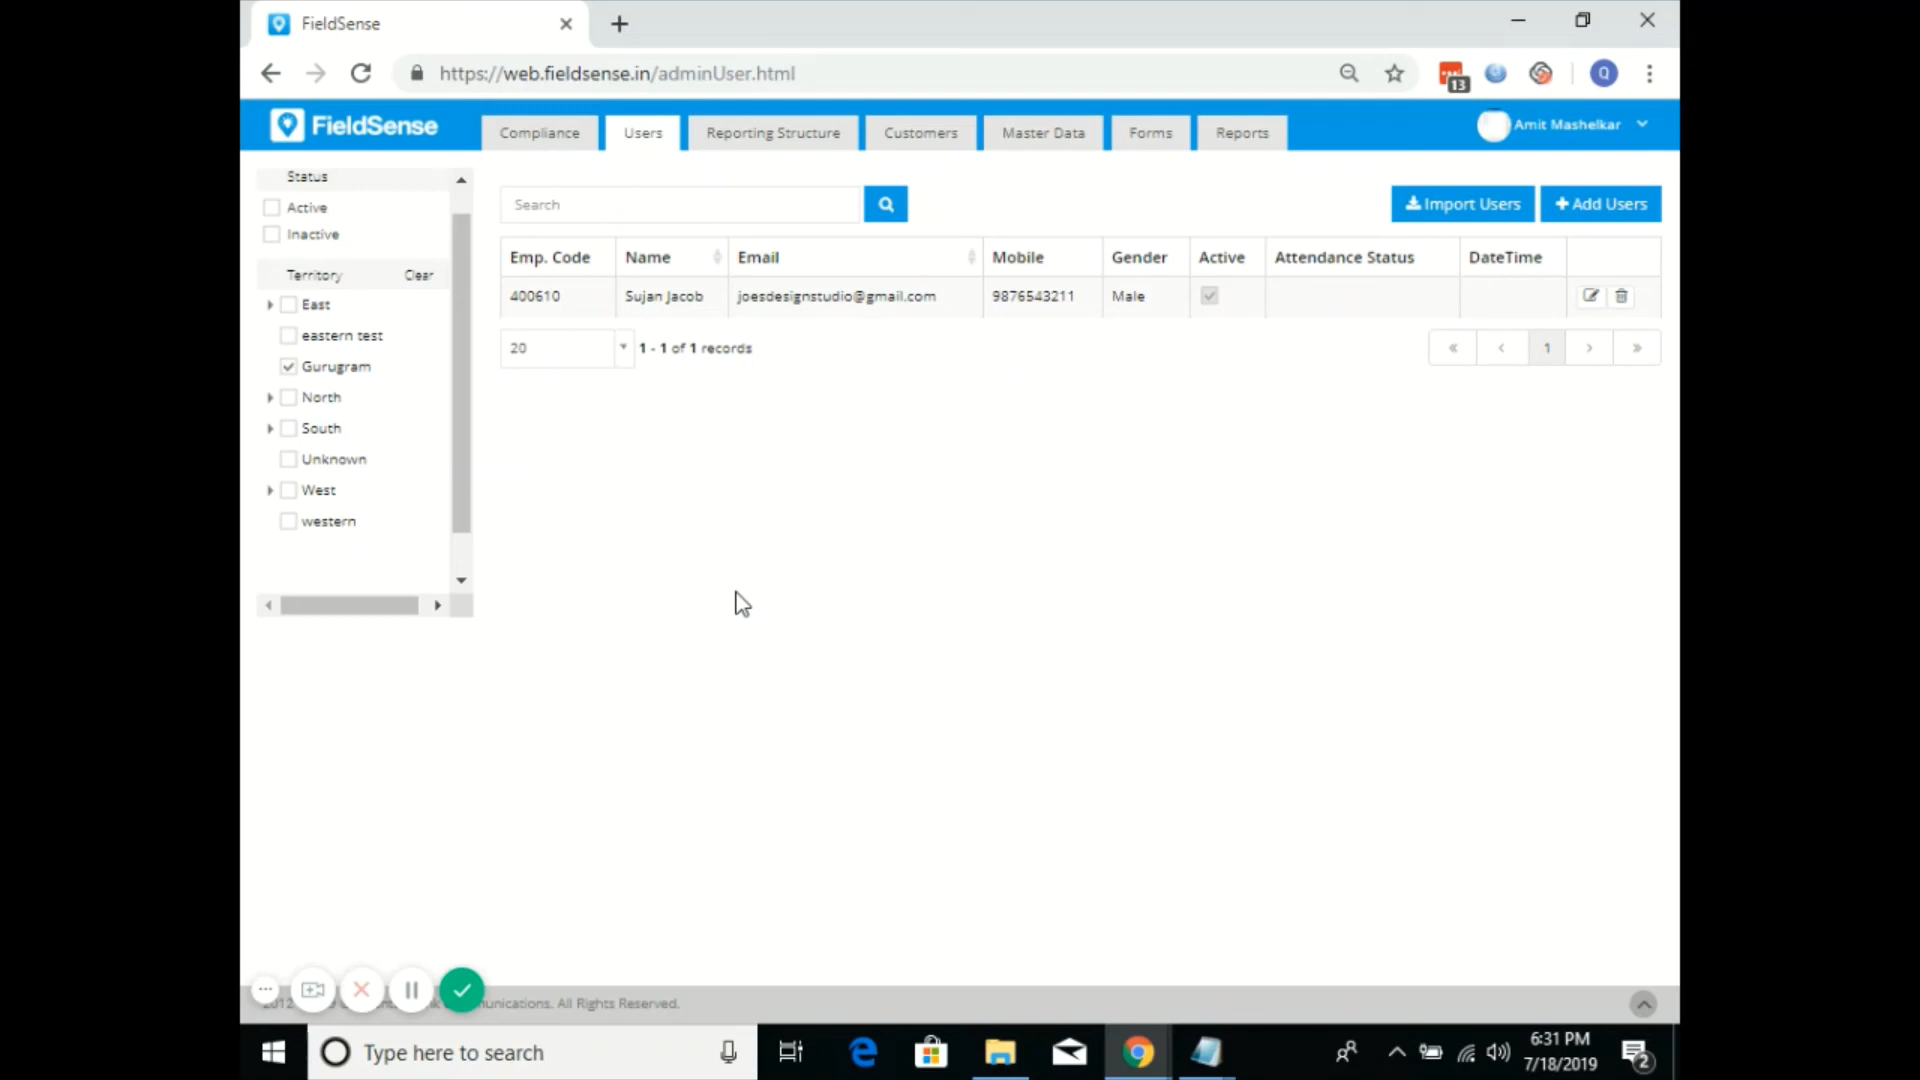 FieldSense
https://web.fieldsense.in/adminUser.html
13
Q
FieldSense
Compliance
Users
Reporting Structure
Customers
Master Data
Forms
Reports
Amit Mashelkar
Status
Active
Inactive
Territory Clear
East
eastern test
Gurugram
North
South
Unknown
West
western
Search
Import Users
Add Users
Emp. Code Name Email Mobile Gender Active Attendance Status DateTime
400610 Sujan Jacob joesdesignstudio@gmail.com 9876543211 Male
20 1 - 1 of 1 records
« ‹ 1 › »
2012 munications. All Rights Reserved.
Type here to search
6:31 PM
7/18/2019
2